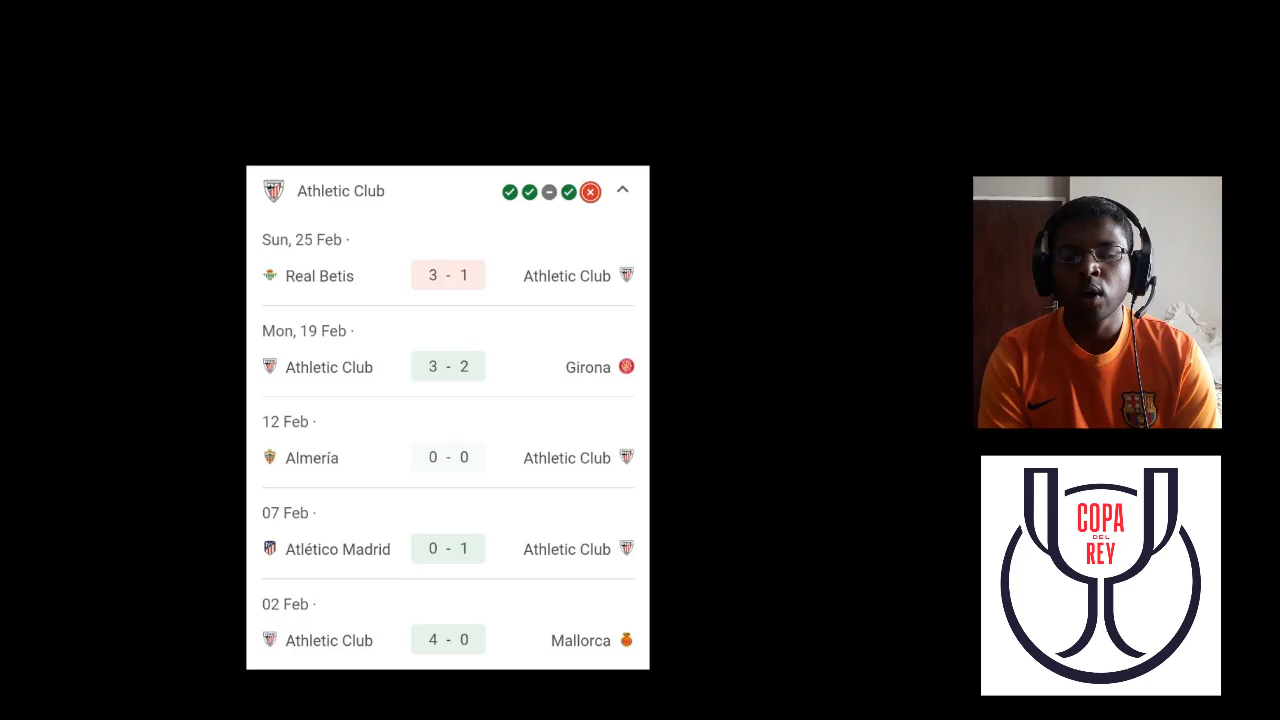 Athletic Club
Sun, 25 Feb ·
Real Betis 3 - 1 Athletic Club
Mon, 19 Feb ·
Athletic Club 3 - 2 Girona
12 Feb ·
Almería 0 - 0 Athletic Club
07 Feb ·
Atlético Madrid 0 - 1 Athletic Club
02 Feb ·
Athletic Club 4 - 0 Mallorca
COPA
DEL
REY